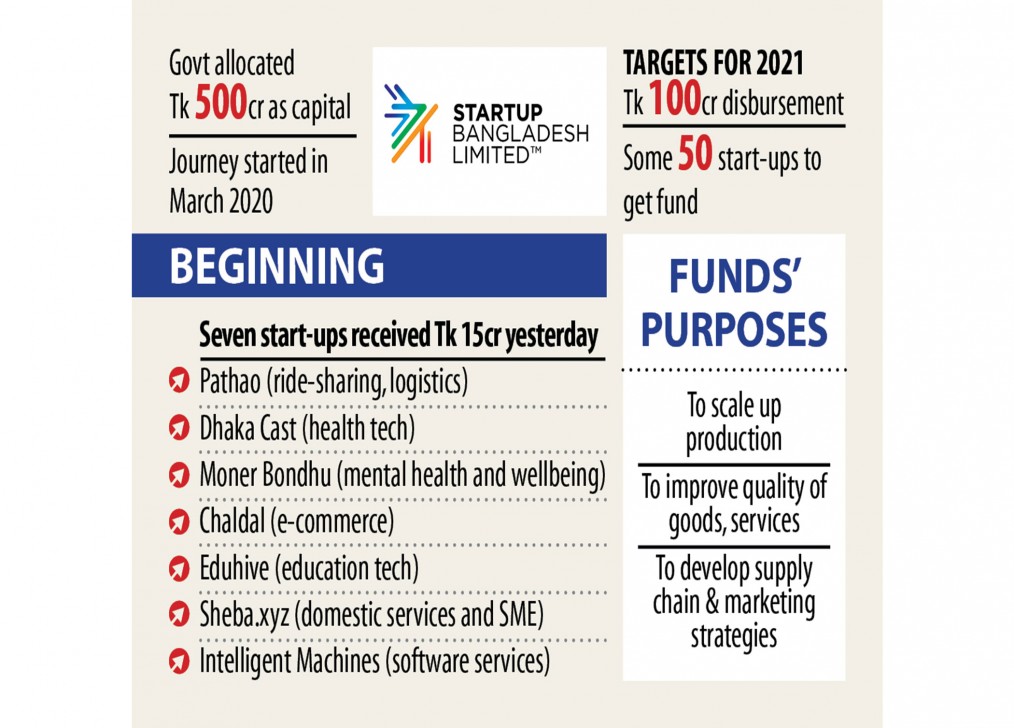 Govt allocated
Tk 500cr as capital
Journey started in
March 2020
STARTUP
BANGLADESH
LIMITED™
TARGETS FOR 2021
Tk 100cr disbursement
Some 50 start-ups to
get fund
BEGINNING
Seven start-ups received Tk 15cr yesterday
Pathao (ride-sharing, logistics)
Dhaka Cast (health tech)
Moner Bondhu (mental health and wellbeing)
Chaldal (e-commerce)
Eduhive (education tech)
Sheba.xyz (domestic services and SME)
Intelligent Machines (software services)
FUNDS’
PURPOSES
To scale up
production
To improve quality of
goods, services
To develop supply
chain & marketing
strategies